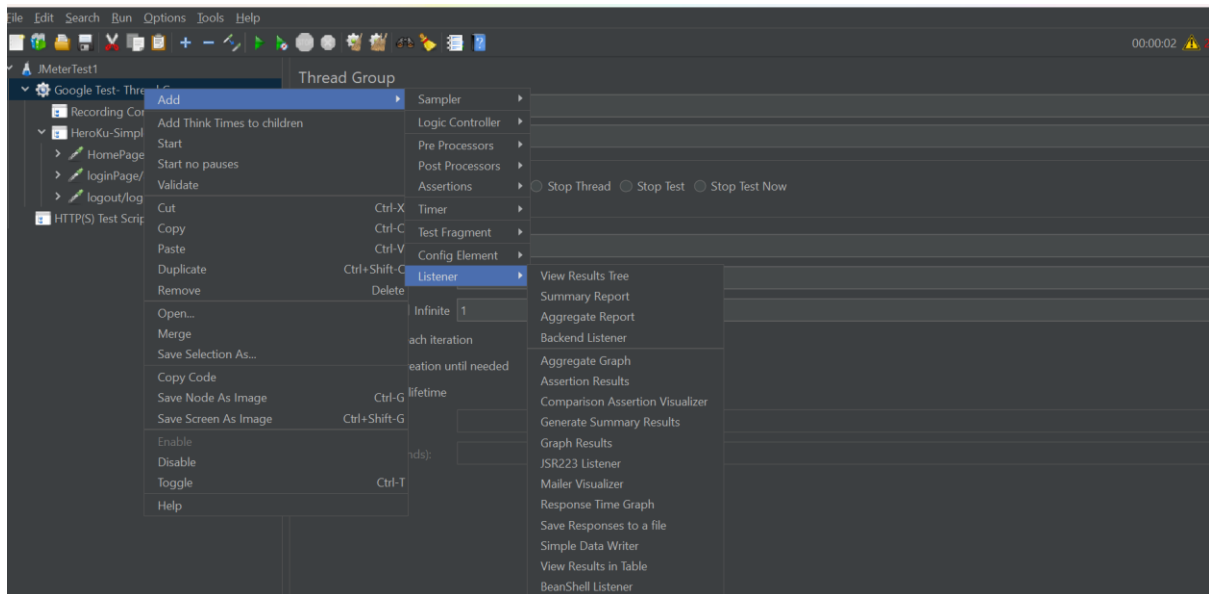 File Edit Search Run Options Tools Help
00:00:02
JMeterTest1
Google Test- Thre
Recording Con
HeroKu-Simpl
HomePage
loginPage/
logout/log
HTTP(S) Test Scrip
Thread Group
Add
Add Think Times to children
Start
Start no pauses
Validate
Cut Ctrl-X
Copy Ctrl-C
Paste Ctrl-V
Duplicate Ctrl+Shift-C
Remove Delete
Open...
Merge
Save Selection As...
Copy Code
Save Node As Image Ctrl-G
Save Screen As Image Ctrl+Shift-G
Enable
Disable
Toggle Ctrl-T
Help
Sampler
Logic Controller
Pre Processors
Post Processors
Assertions
Timer
Test Fragment
Config Element
Listener
Stop Thread Stop Test Stop Test Now
Infinite 1
ach iteration
eation until needed
lifetime
nds):
View Results Tree
Summary Report
Aggregate Report
Backend Listener
Aggregate Graph
Assertion Results
Comparison Assertion Visualizer
Generate Summary Results
Graph Results
JSR223 Listener
Mailer Visualizer
Response Time Graph
Save Responses to a file
Simple Data Writer
View Results in Table
BeanShell Listener